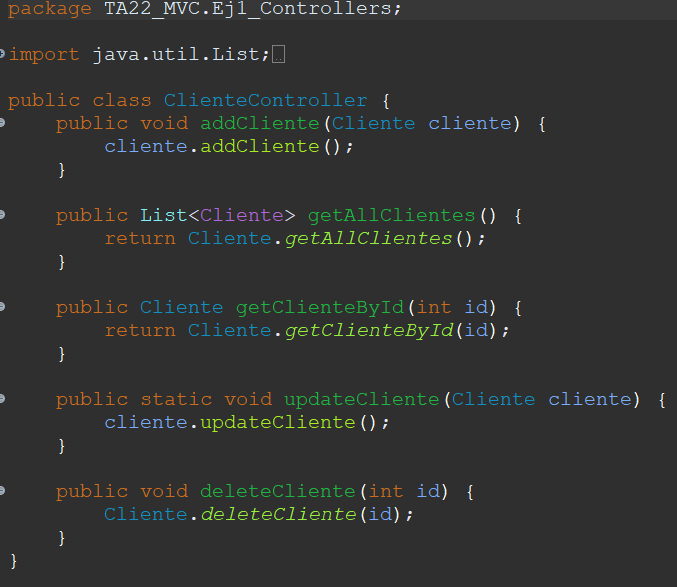 package TA22_MVC.Ej1_Controllers;
import java.util.List;
public class ClienteController {
public void addCliente(Cliente cliente) {
cliente.addCliente();
}
public List<Cliente> getAllClientes() {
return Cliente.getAllClientes();
}
public Cliente getClienteById(int id) {
return Cliente.getClienteById(id);
}
public static void updateCliente(Cliente cliente) {
cliente.updateCliente();
}
public void deleteCliente(int id) {
Cliente.deleteCliente(id);
}
}